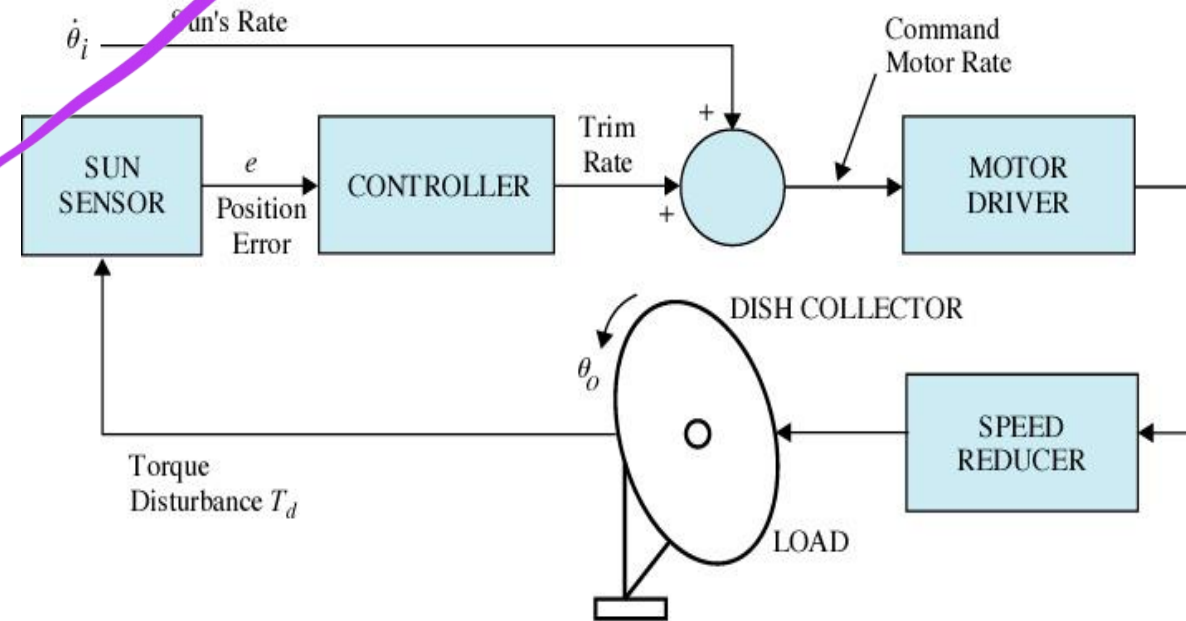 θ̇i
Sun's Rate
Command
Motor Rate
+
Trim
Rate
SUN
SENSOR
e
Position
Error
CONTROLLER
+
MOTOR
DRIVER
DISH COLLECTOR
θo
SPEED
REDUCER
Torque
Disturbance Td
LOAD